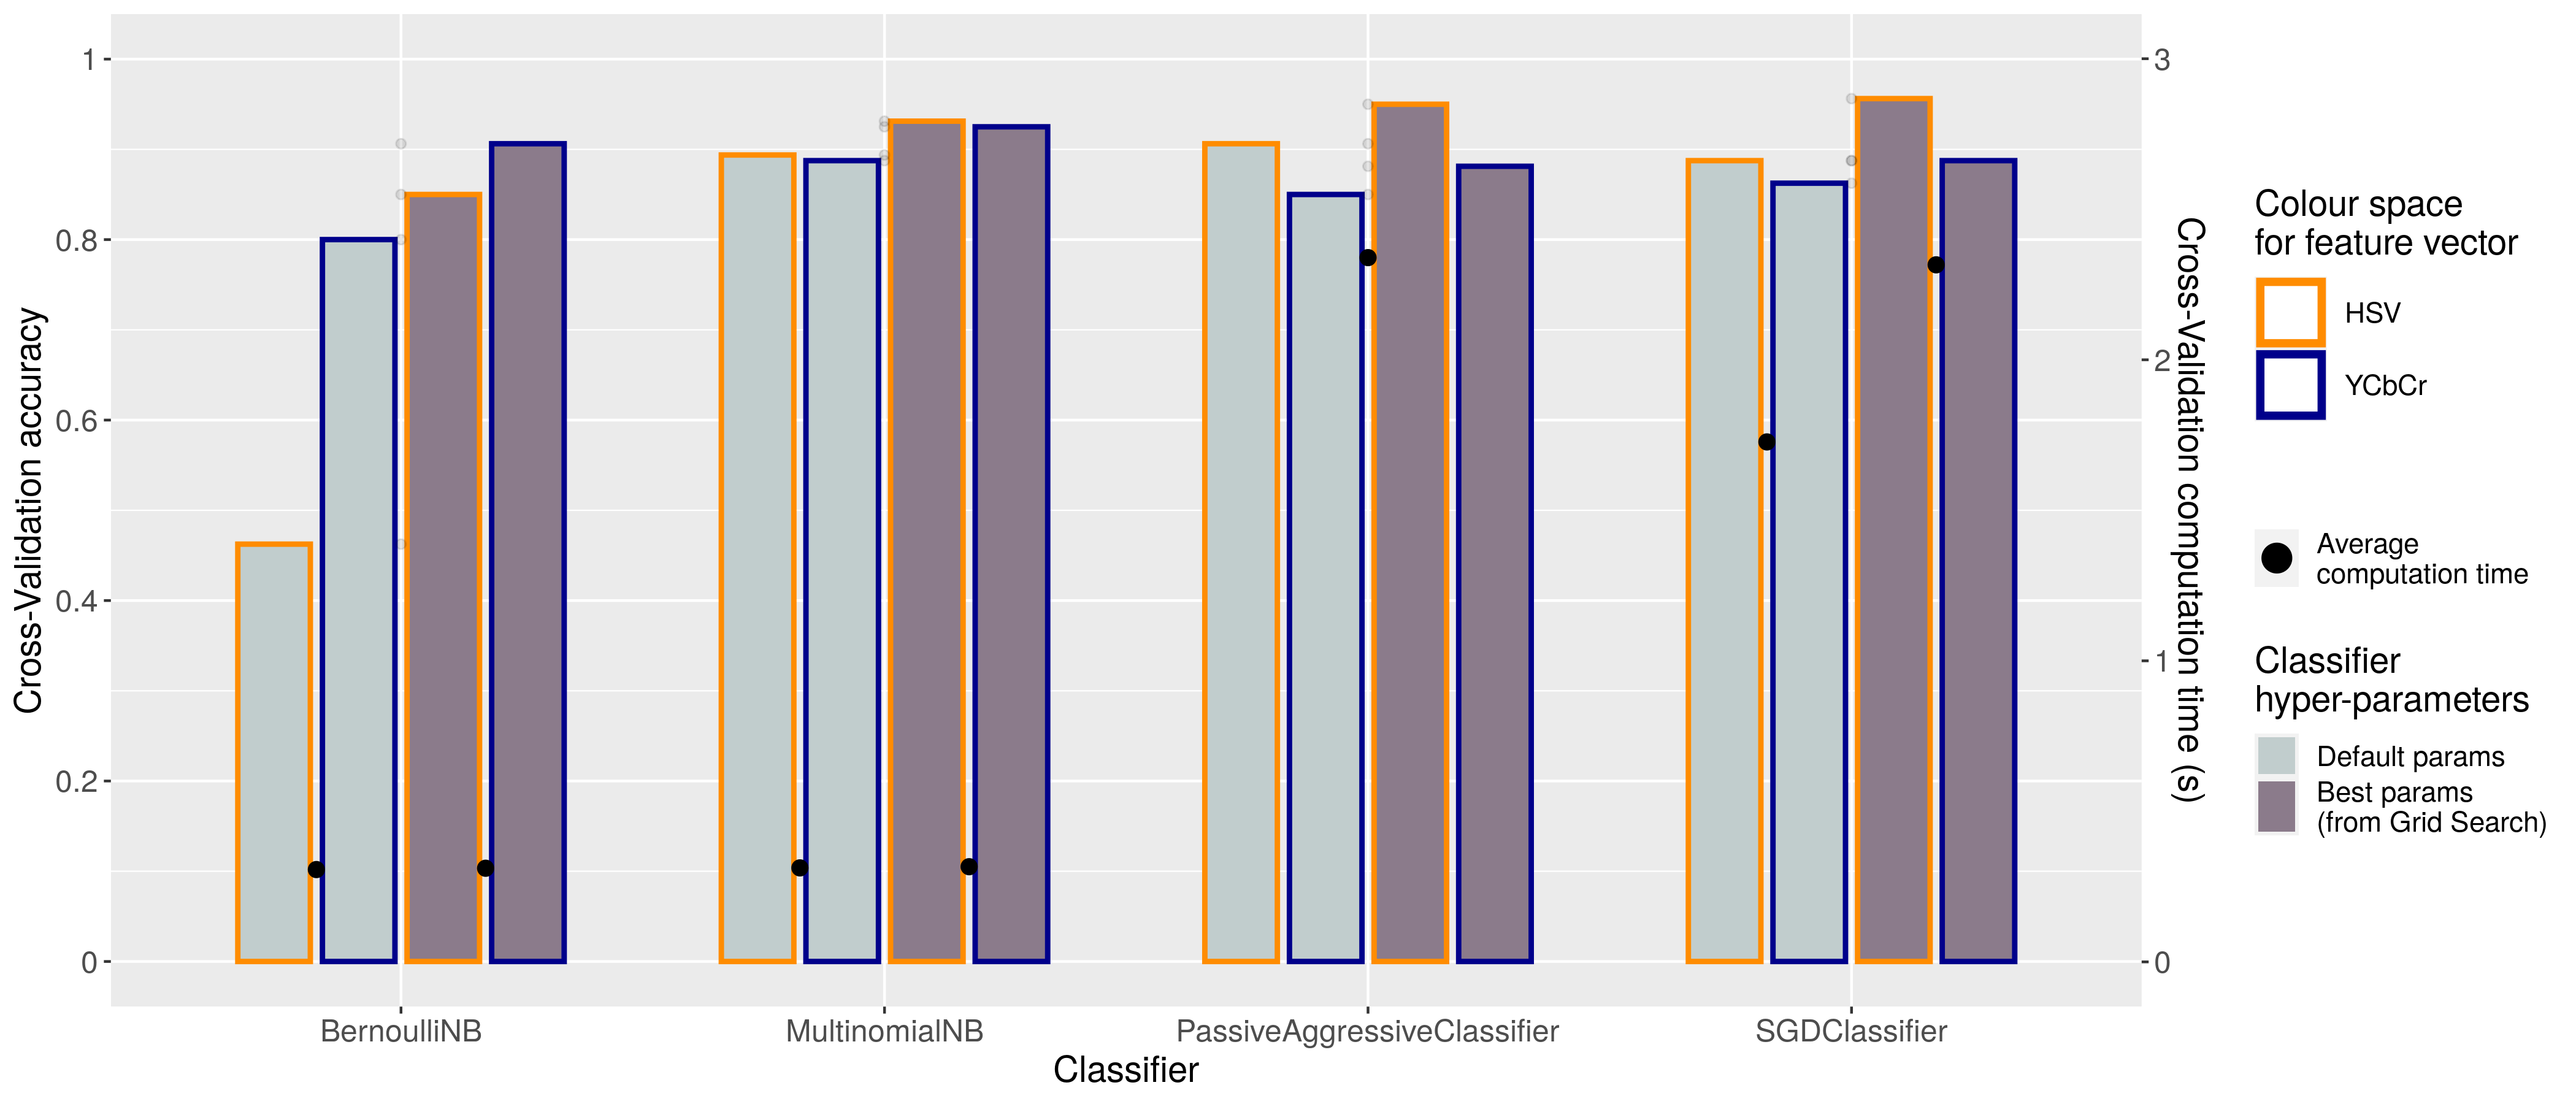 Cross-Validation accuracy
1
0.8
0.6
0.4
0.2
0
3
2
1
0
Cross-Validation computation time (s)
BernoulliNB
MultinomialNB
PassiveAggressiveClassifier
SGDClassifier
Classifier
Colour space
for feature vector
HSV
YCbCr
Average
computation time
Classifier
hyper-parameters
Default params
Best params
(from Grid Search)